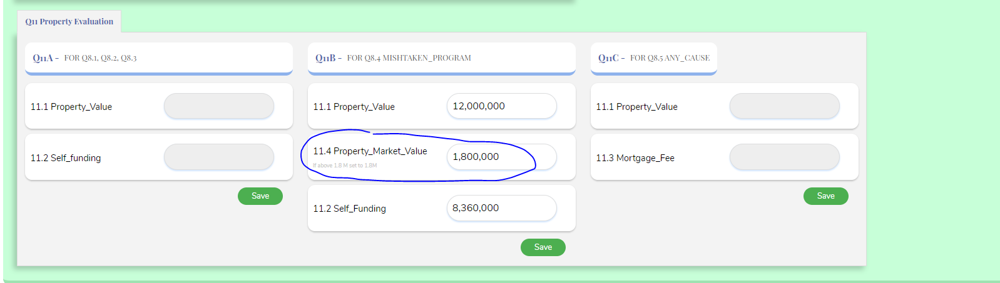 Q11 Property Evaluation
Q11A - FOR Q8.1, Q8.2, Q8.3
11.1 Property_Value
11.2 Self_funding
Save
Q11B - FOR Q8.4 MISHTAKEN_PROGRAM
11.1 Property_Value 12,000,000
11.4 Property_Market_Value 1,800,000
If above 1.8 M set to 1.8M
11.2 Self_Funding 8,360,000
Save
Q11C - FOR Q8.5 ANY_CAUSE
11.1 Property_Value
11.3 Mortgage_Fee
Save